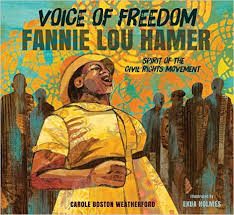 VOICE OF FREEDOM
FANNIE LOU HAMER
SPIRIT OF THE
CIVIL RIGHTS MOVEMENT
CAROLE BOSTON WEATHERFORD
EKUA HOLMES